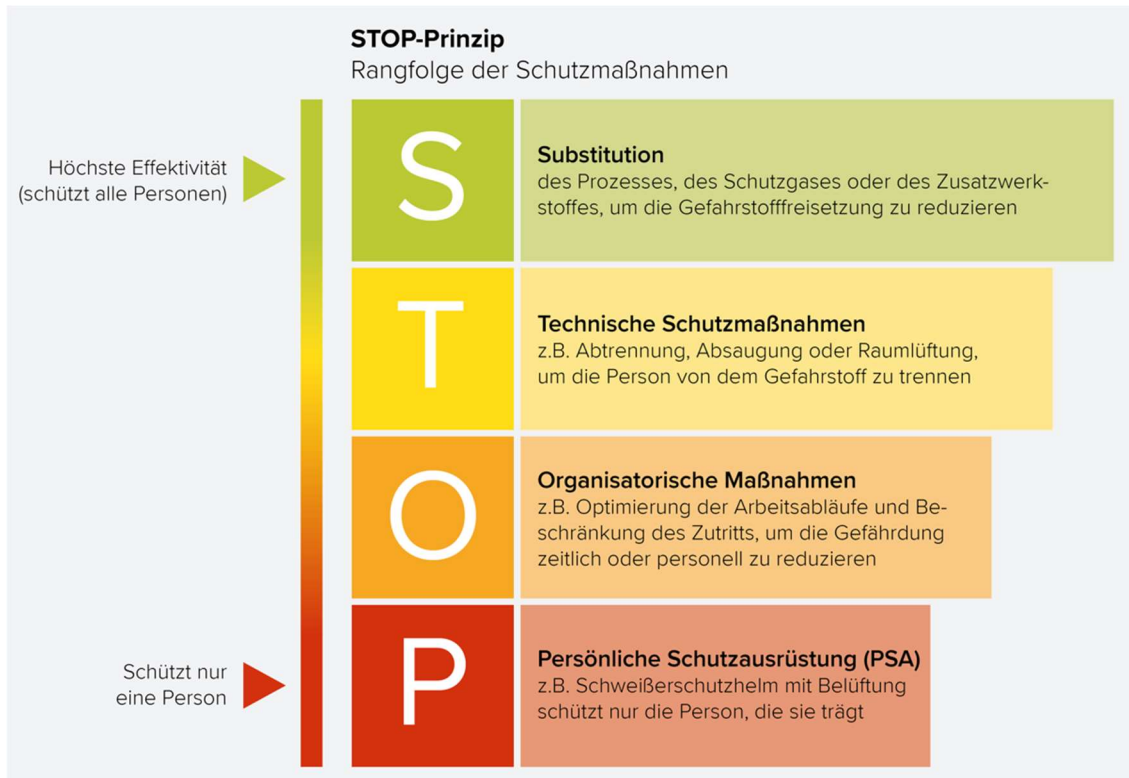 STOP-Prinzip
Rangfolge der Schutzmaßnahmen
Höchste Effektivität
(schützt alle Personen)
S
Substitution
des Prozesses, des Schutzgases oder des Zusatzwerk-
stoffes, um die Gefahrstofffreisetzung zu reduzieren
T
Technische Schutzmaßnahmen
z.B. Abtrennung, Absaugung oder Raumlüftung,
um die Person von dem Gefahrstoff zu trennen
O
Organisatorische Maßnahmen
z.B. Optimierung der Arbeitsabläufe und Be-
schränkung des Zutritts, um die Gefährdung
zeitlich oder personell zu reduzieren
Schützt nur
eine Person
P
Persönliche Schutzausrüstung (PSA)
z.B. Schweißerschutzhelm mit Belüftung
schützt nur die Person, die sie trägt